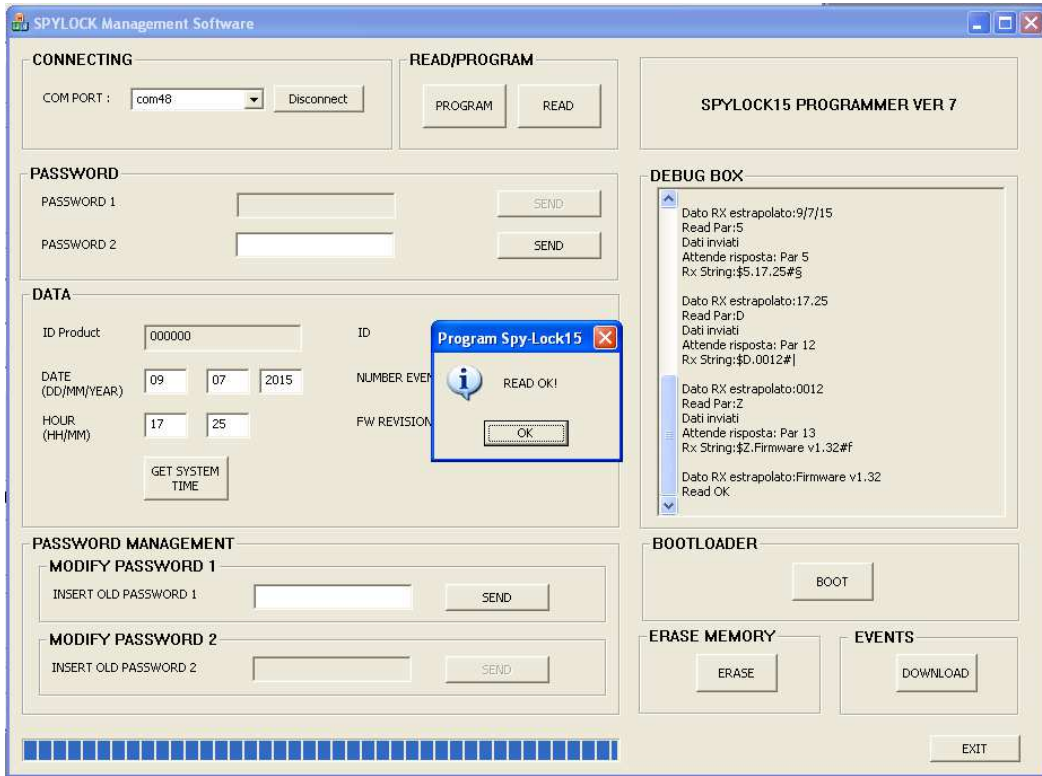 SPYLOCK Management Software
CONNECTING
COM PORT :
com48
Disconnect
READ/PROGRAM
PROGRAM
READ
SPYLOCK15 PROGRAMMER VER 7
PASSWORD
PASSWORD 1
SEND
PASSWORD 2
SEND
DEBUG BOX
Dato RX estrapolato:9/7/15
Read Par:5
Dati inviati
Attende risposta: Par 5
Rx String:$5.17.25#§
Dato RX estrapolato:17.25
Read Par:D
Dati inviati
Attende risposta: Par 12
Rx String:$D.0012#|
Dato RX estrapolato:0012
Read Par:Z
Dati inviati
Attende risposta: Par 13
Rx String:$Z.Firmware v1.32#f
Dato RX estrapolato:Firmware v1.32
Read OK
DATA
ID Product
000000
ID
DATE
(DD/MM/YEAR)
09
07
2015
NUMBER EVEN
HOUR
(HH/MM)
17
25
FW REVISION
GET SYSTEM
TIME
Program Spy-Lock15
READ OK!
OK
PASSWORD MANAGEMENT
MODIFY PASSWORD 1
INSERT OLD PASSWORD 1
SEND
MODIFY PASSWORD 2
INSERT OLD PASSWORD 2
SEND
BOOTLOADER
BOOT
ERASE MEMORY
ERASE
EVENTS
DOWNLOAD
EXIT